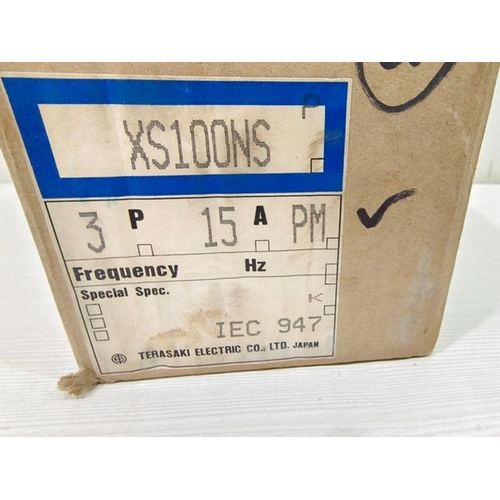 P
XS100NS
3 P 15 A PM
Frequency Hz
Special Spec.
K
IEC 947
TERASAKI ELECTRIC CO., LTD. JAPAN